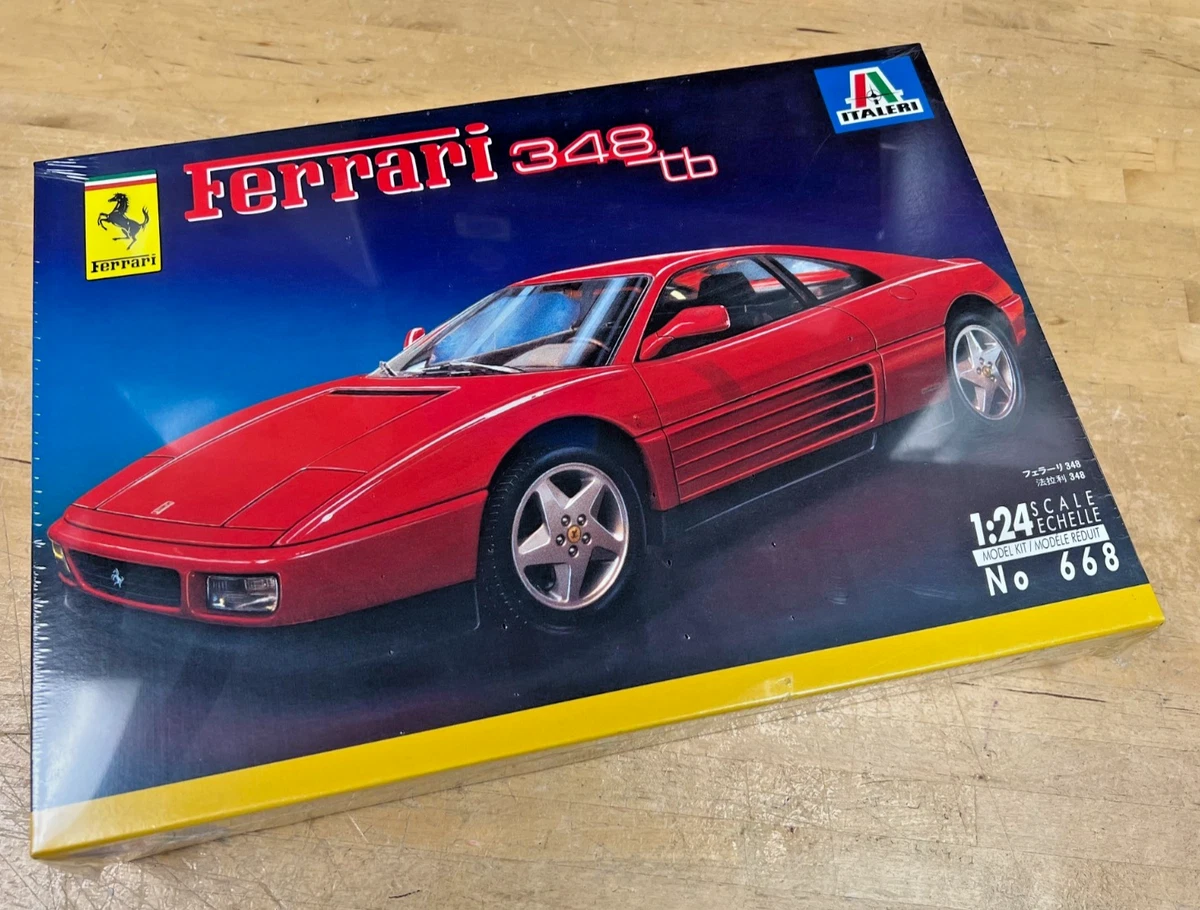 Ferrari 348 tb
ITALERI
Ferrari
フェラーリ 348
法拉利 348
1:24 SCALE
ECHELLE
MODEL KIT / MODÈLE RÉDUIT
No 668